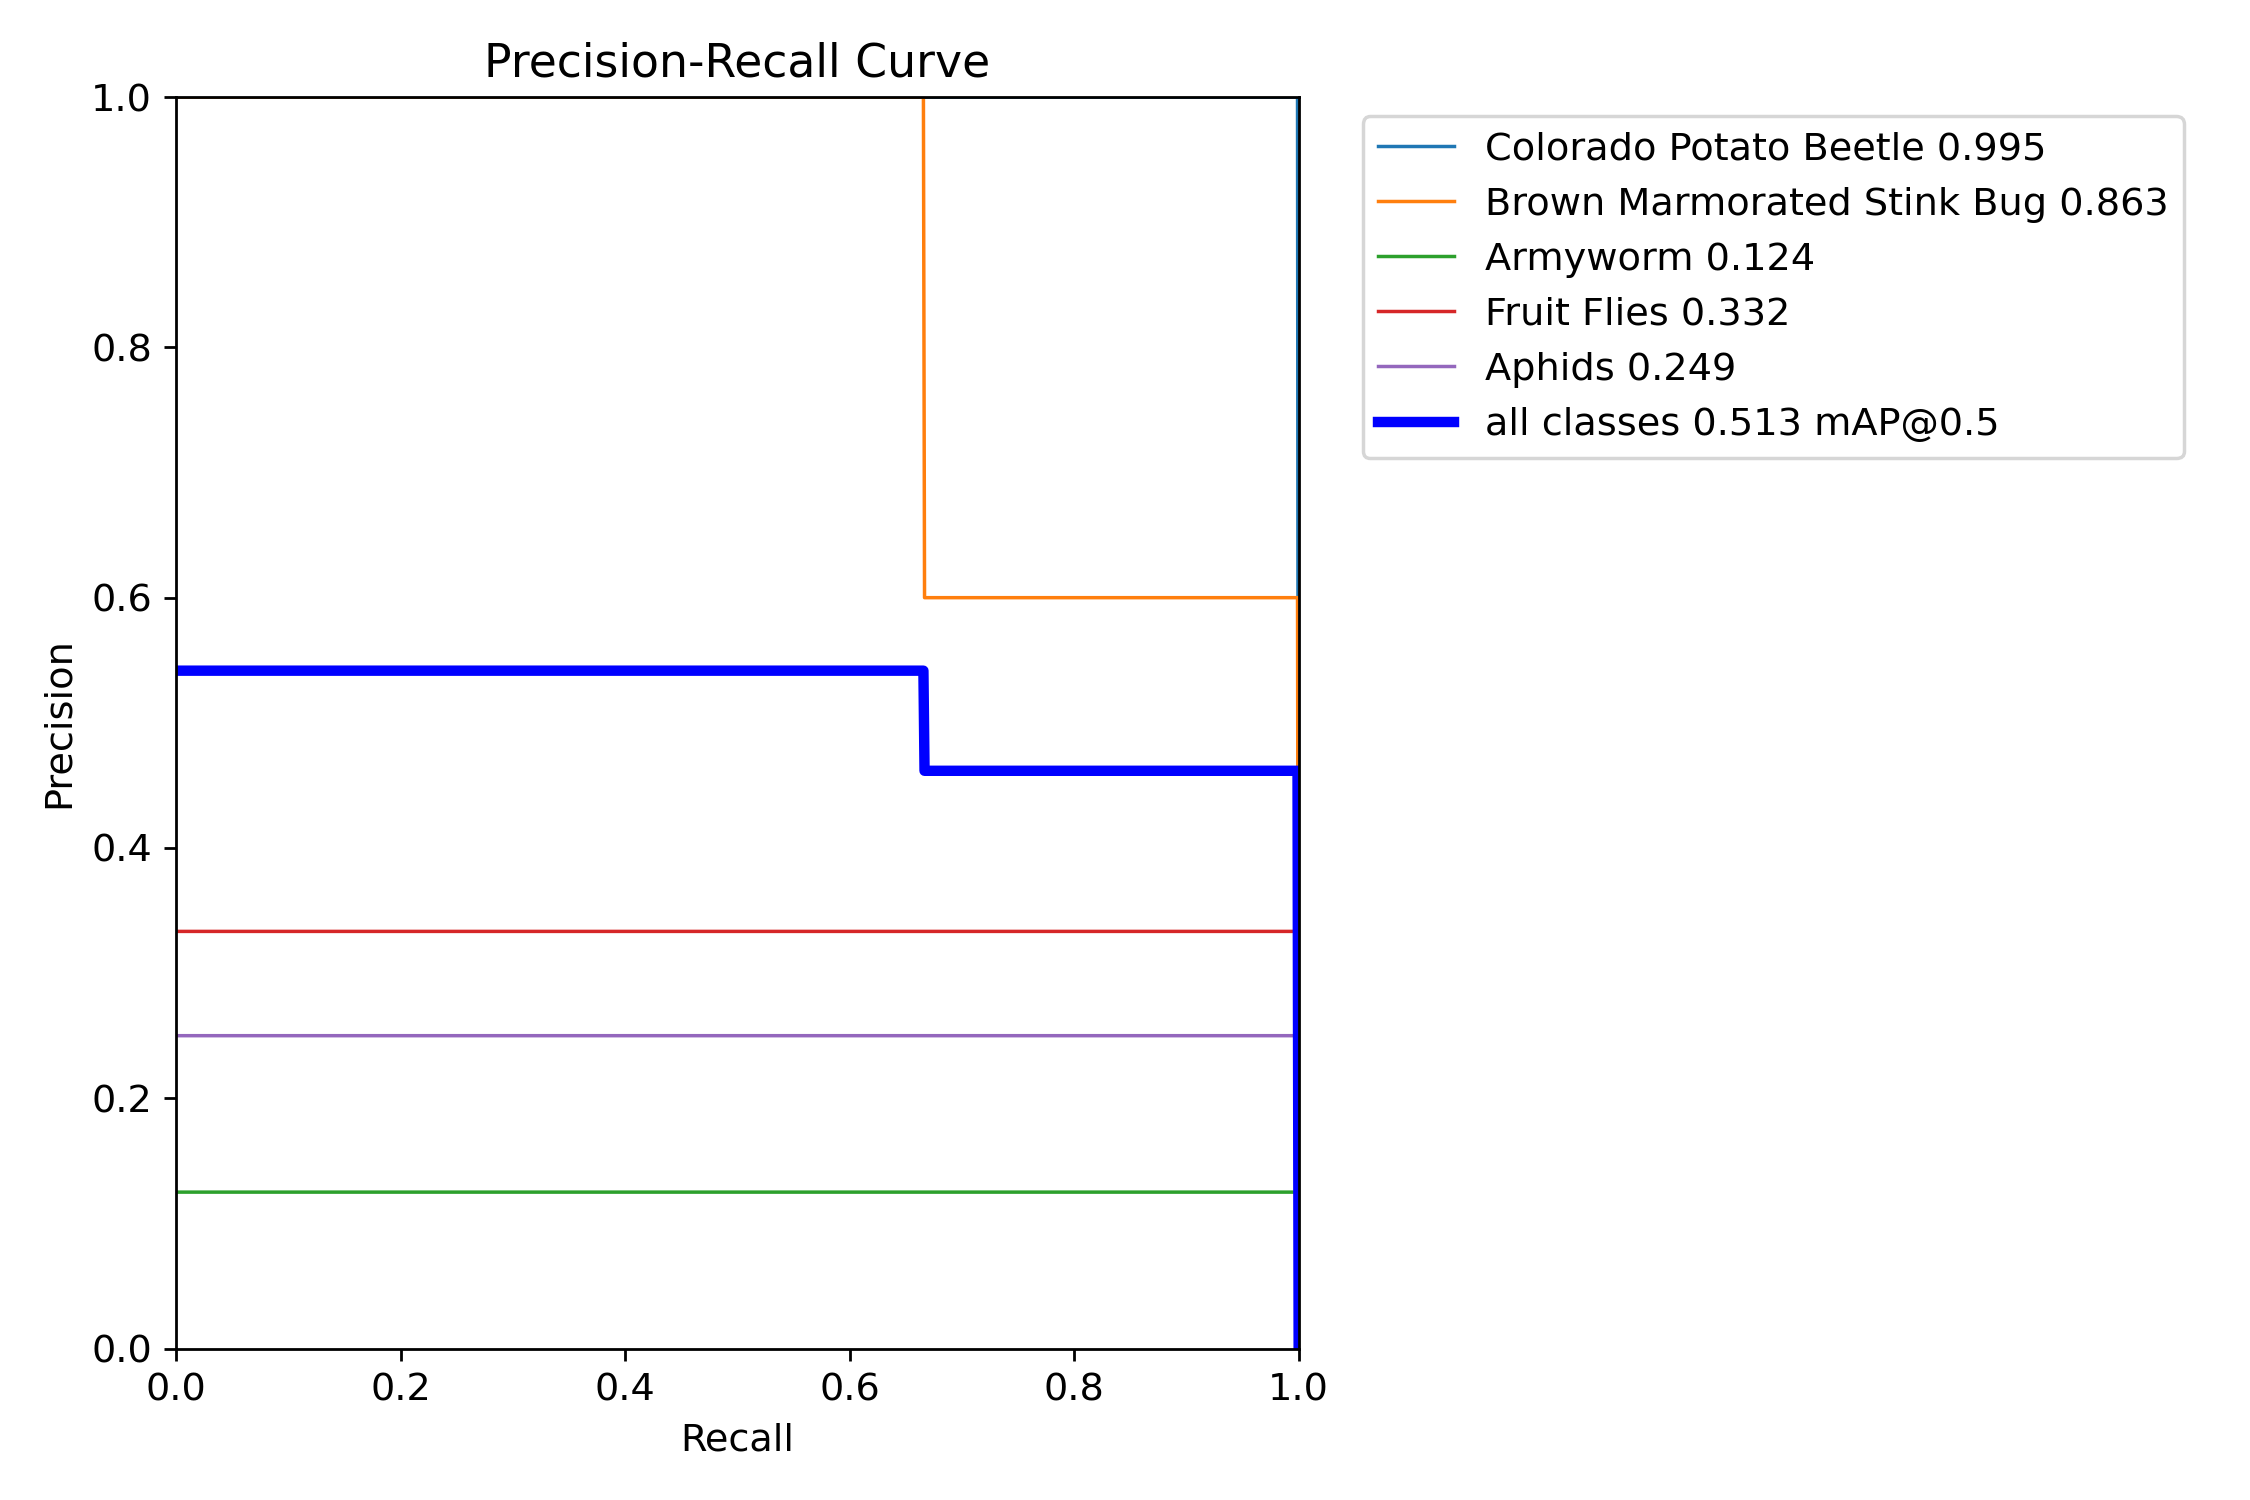 Precision-Recall Curve
1.0
0.8
0.6
0.4
0.2
0.0
Precision
0.0 0.2 0.4 0.6 0.8 1.0
Recall
Colorado Potato Beetle 0.995
Brown Marmorated Stink Bug 0.863
Armyworm 0.124
Fruit Flies 0.332
Aphids 0.249
all classes 0.513 mAP@0.5